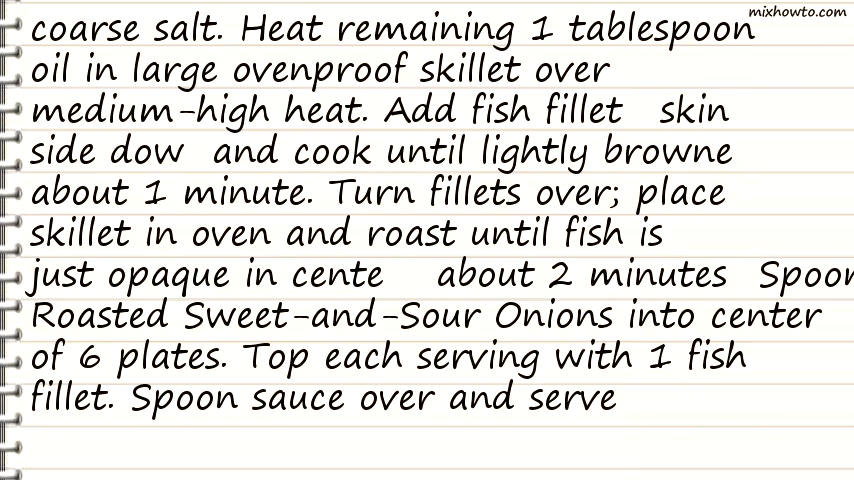 mixhowto.com
coarse salt. Heat remaining 1 tablespoon
oil in large ovenproof skillet over
medium-high heat. Add fish fillet skin
side dow and cook until lightly browne
about 1 minute. Turn fillets over; place
skillet in oven and roast until fish is
just opaque in cente about 2 minutes Spoon
Roasted Sweet-and-Sour Onions into center
of 6 plates. Top each serving with 1 fish
fillet. Spoon sauce over and serve